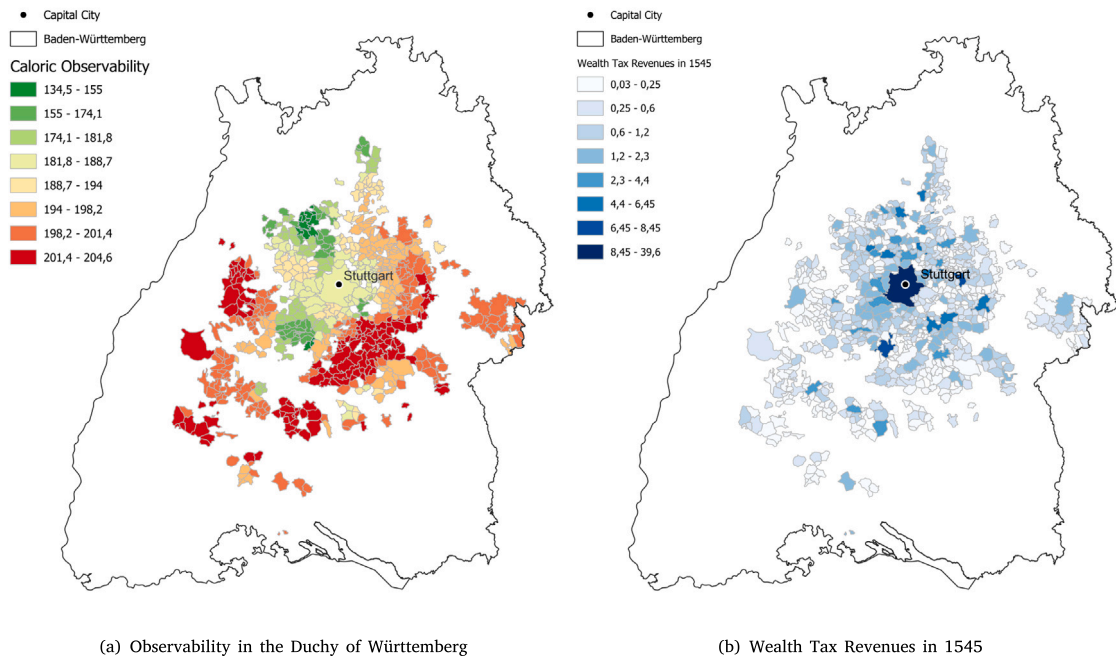 Capital City
Baden-Württemberg
Caloric Observability
134,5 - 155
155 - 174,1
174,1 - 181,8
181,8 - 188,7
188,7 - 194
194 - 198,2
198,2 - 201,4
201,4 - 204,6
Stuttgart
(a) Observability in the Duchy of Württemberg
Capital City
Baden-Württemberg
Wealth Tax Revenues in 1545
0,03 - 0,25
0,25 - 0,6
0,6 - 1,2
1,2 - 2,3
2,3 - 4,4
4,4 - 6,45
6,45 - 8,45
8,45 - 39,6
Stuttgart
(b) Wealth Tax Revenues in 1545